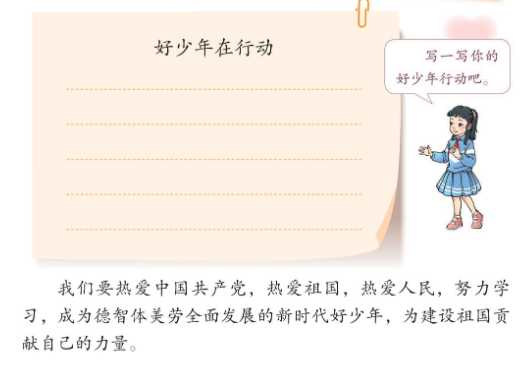 好少年在行动
写一写你的
好少年行动吧。
我们要热爱中国共产党，热爱祖国，热爱人民，努力学
习，成为德智体美劳全面发展的新时代好少年，为建设祖国贡
献自己的力量。